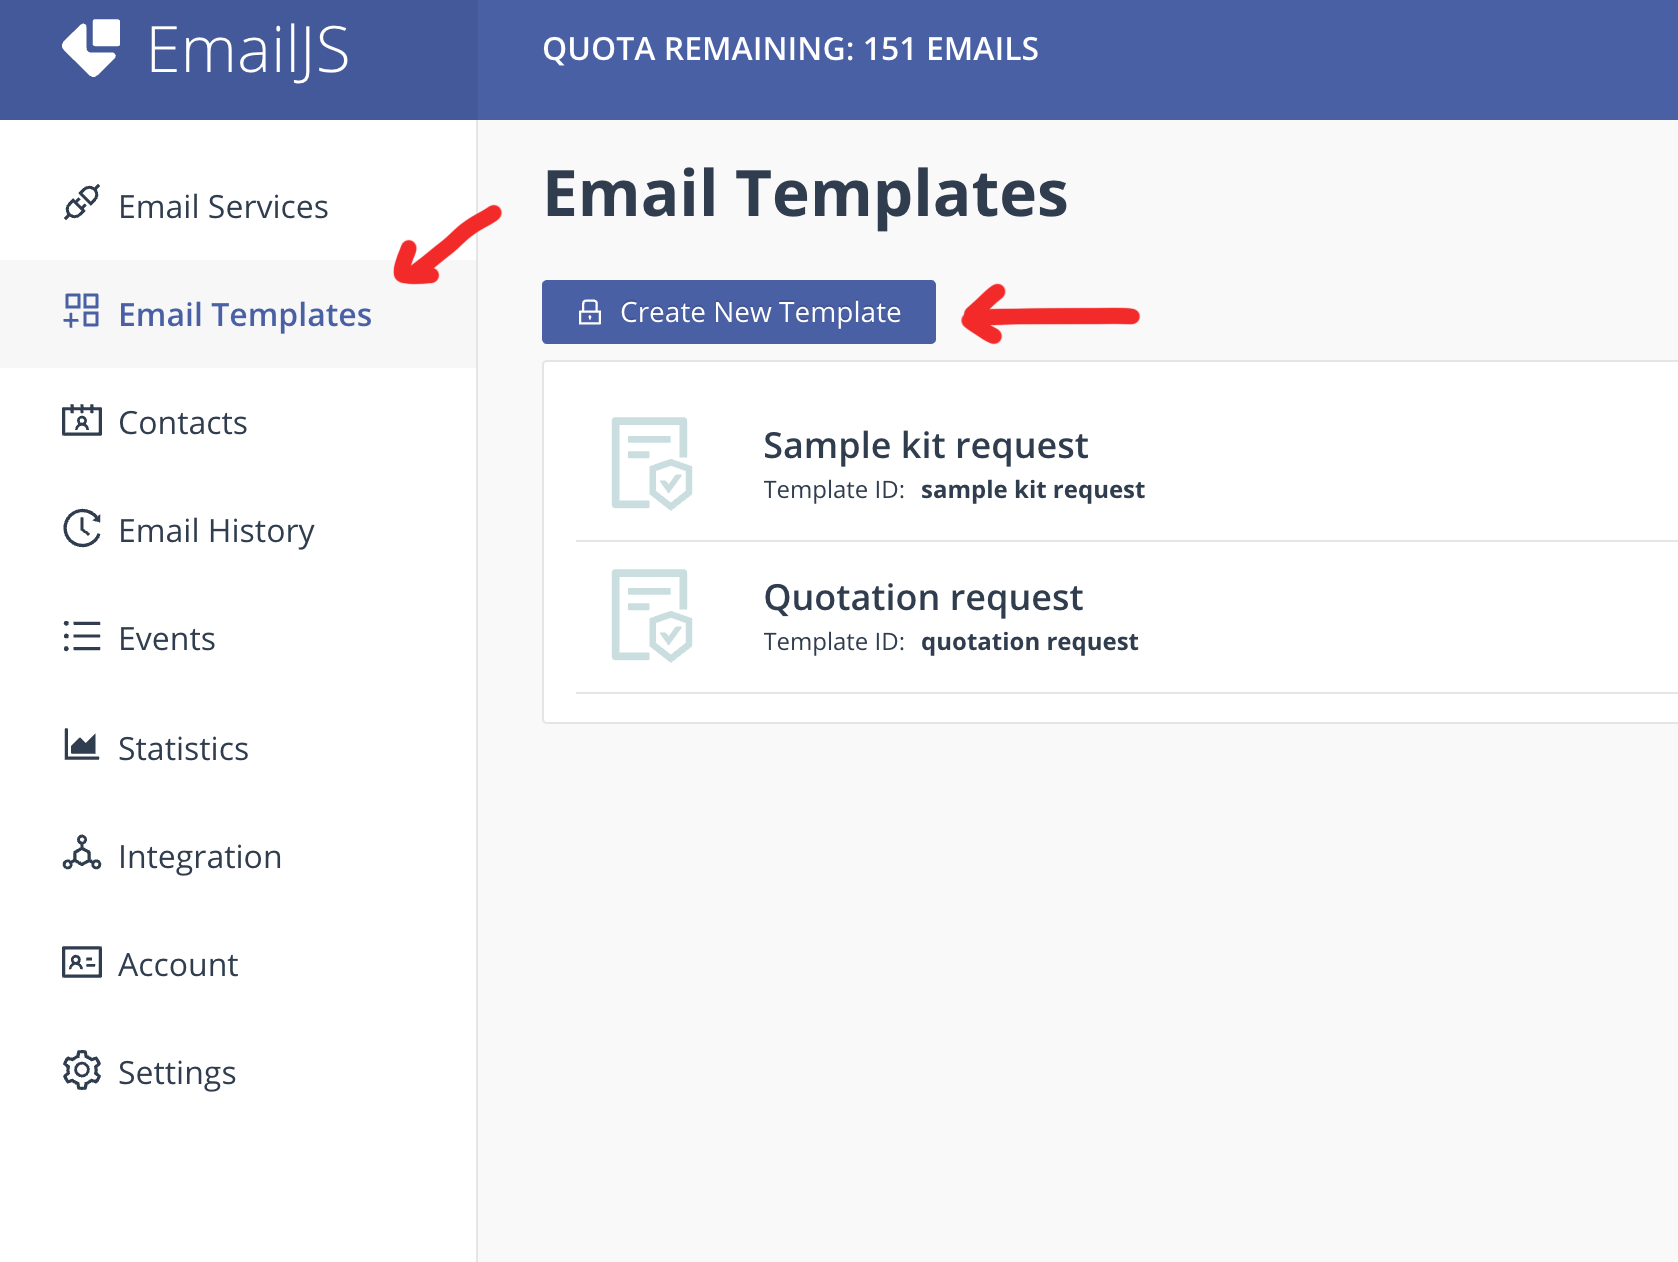 EmailJS
QUOTA REMAINING: 151 EMAILS
Email Services
Email Templates
Contacts
Email History
Events
Statistics
Integration
Account
Settings
Email Templates
Create New Template
Sample kit request
Template ID: sample kit request
Quotation request
Template ID: quotation request